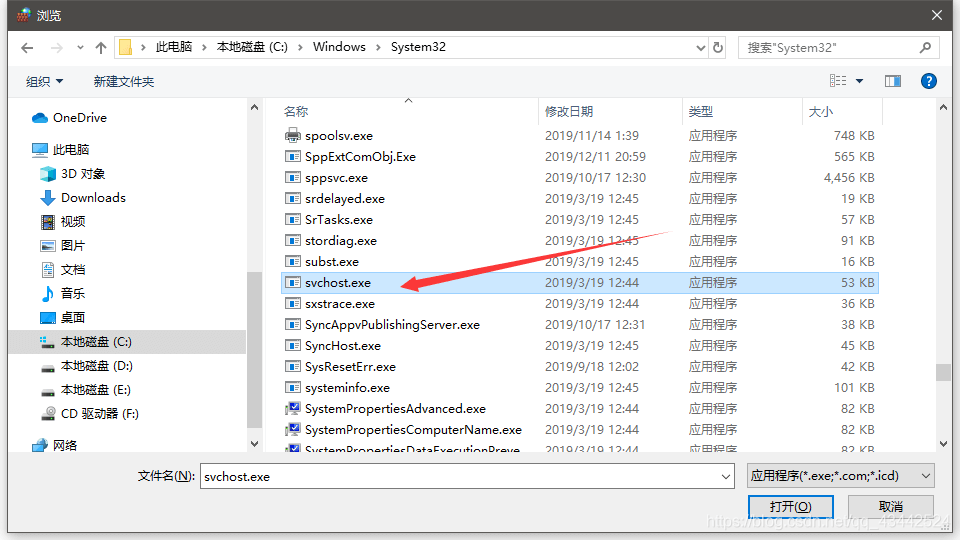 浏览
此电脑 > 本地磁盘 (C:) > Windows > System32
搜索"System32"
组织 新建文件夹
OneDrive
此电脑
3D 对象
Downloads
视频
图片
文档
音乐
桌面
本地磁盘 (C:)
本地磁盘 (D:)
本地磁盘 (E:)
CD 驱动器 (F:)
网络
名称 修改日期 类型 大小
spoolsv.exe 2019/11/14 1:39 应用程序 748 KB
SppExtComObj.Exe 2019/12/11 20:59 应用程序 565 KB
sppsvc.exe 2019/10/17 12:30 应用程序 4,456 KB
srdelayed.exe 2019/3/19 12:45 应用程序 19 KB
SrTasks.exe 2019/3/19 12:45 应用程序 57 KB
stordiag.exe 2019/3/19 12:45 应用程序 91 KB
subst.exe 2019/3/19 12:45 应用程序 16 KB
svchost.exe 2019/3/19 12:44 应用程序 53 KB
sxstrace.exe 2019/3/19 12:44 应用程序 36 KB
SyncAppvPublishingServer.exe 2019/10/17 12:31 应用程序 38 KB
SyncHost.exe 2019/3/19 12:45 应用程序 45 KB
SysResetErr.exe 2019/9/18 12:02 应用程序 42 KB
systeminfo.exe 2019/3/19 12:45 应用程序 101 KB
SystemPropertiesAdvanced.exe 2019/3/19 12:44 应用程序 82 KB
SystemPropertiesComputerName.exe 2019/3/19 12:44 应用程序 82 KB
SystemPropertiesDataExecutionPreve 2019/3/19 12:44 应用程序 82 KB
文件名(N): svchost.exe 应用程序(*.exe;*.com;*.icd)
打开(O) 取消
https://blog.csdn.net/qq_43442524